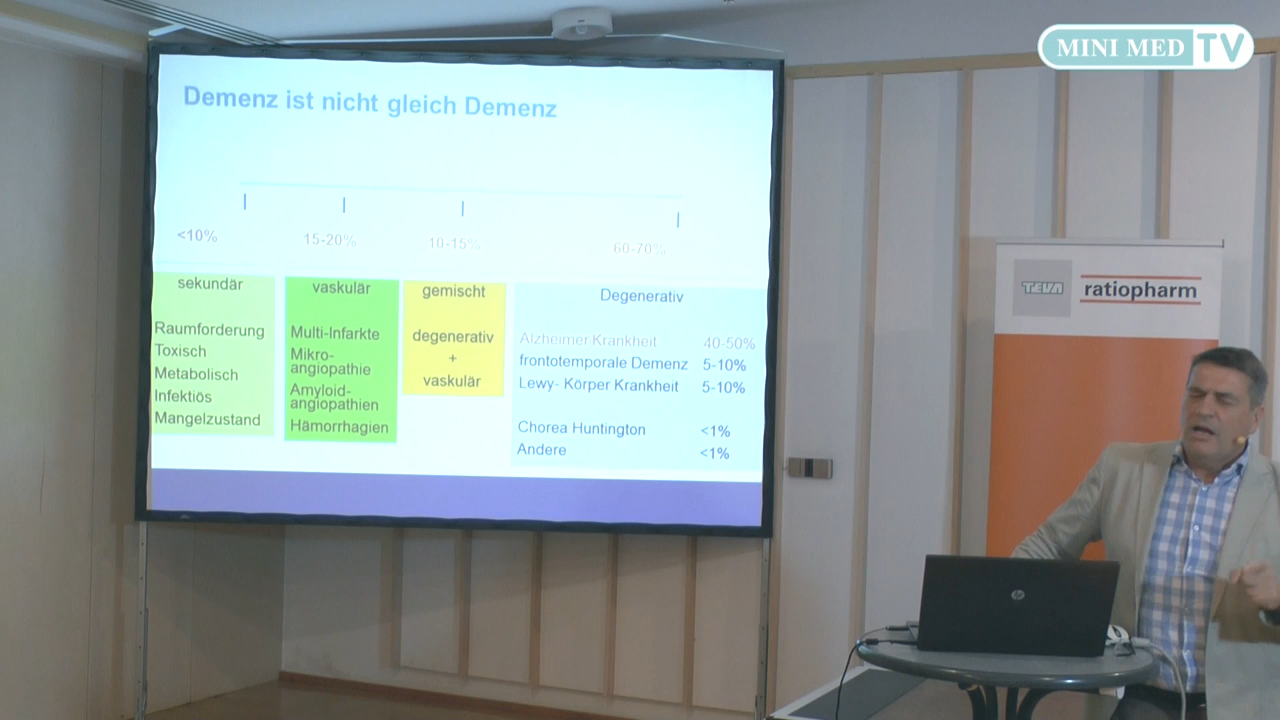 MINI MED TV
Demenz ist nicht gleich Demenz
<10%
15-20%
10-15%
60-70%
sekundär
Raumforderung
Toxisch
Metabolisch
Infektiös
Mangelzustand
vaskulär
Multi-Infarkte
Mikro-
angiopathie
Amyloid-
angiopathien
Hämorrhagien
gemischt
degenerativ
+
vaskulär
Degenerativ
Alzheimer Krankheit 40-50%
frontotemporale Demenz 5-10%
Lewy- Körper Krankheit 5-10%
Chorea Huntington <1%
Andere <1%
TEVA
ratiopharm
hp